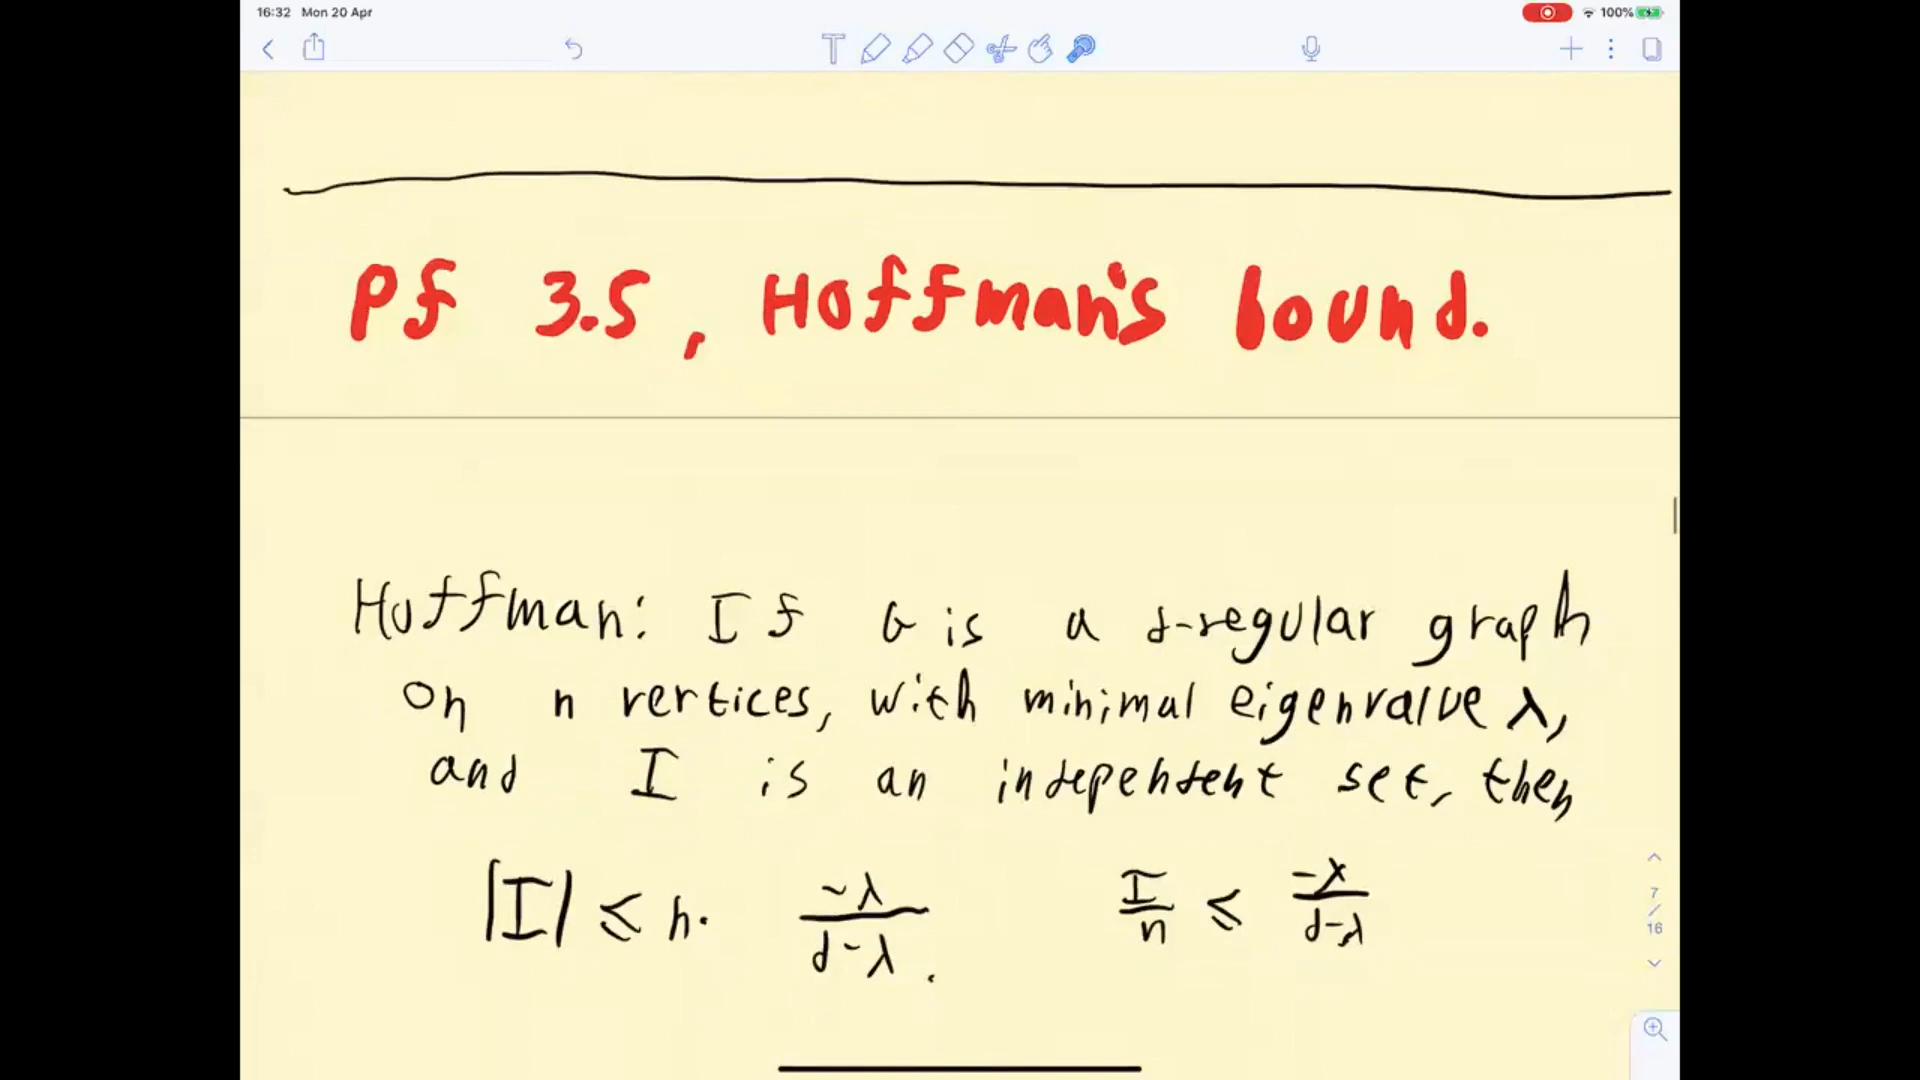 16:32 Mon 20 Apr
100%
Pf 3.5, Hoffman's bound.
Hoffman: If G is a d-regular graph
on n vertices, with minimal eigenvalue λ,
and I is an independent set, then
|I| ≤ n. -λ/d-λ. I/n ≤ -λ/d-λ
7/16